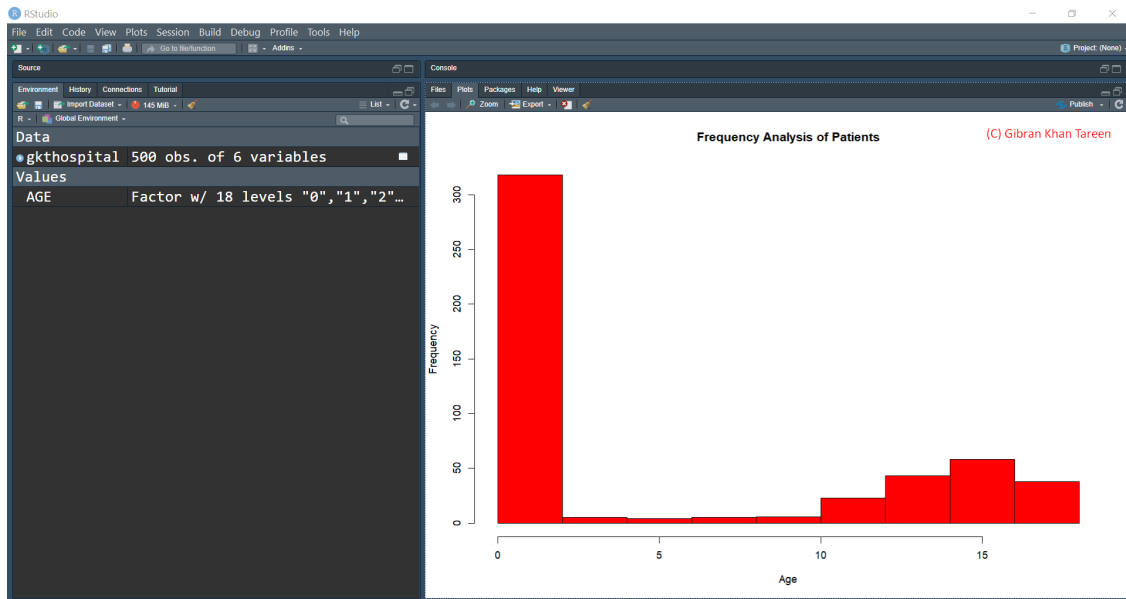 RStudio
File Edit Code View Plots Session Build Debug Profile Tools Help
Go to file/function Addins Project: (None)
Source
Environment History Connections Tutorial
Import Dataset 145 MiB List
R Global Environment
Data
gkthospital 500 obs. of 6 variables
Values
AGE Factor w/ 18 levels "0","1","2"…
Console
Files Plots Packages Help Viewer
Zoom Export Publish
Frequency Analysis of Patients
(C) Gibran Khan Tareen
Frequency
300
250
200
150
100
50
0
0 5 10 15
Age